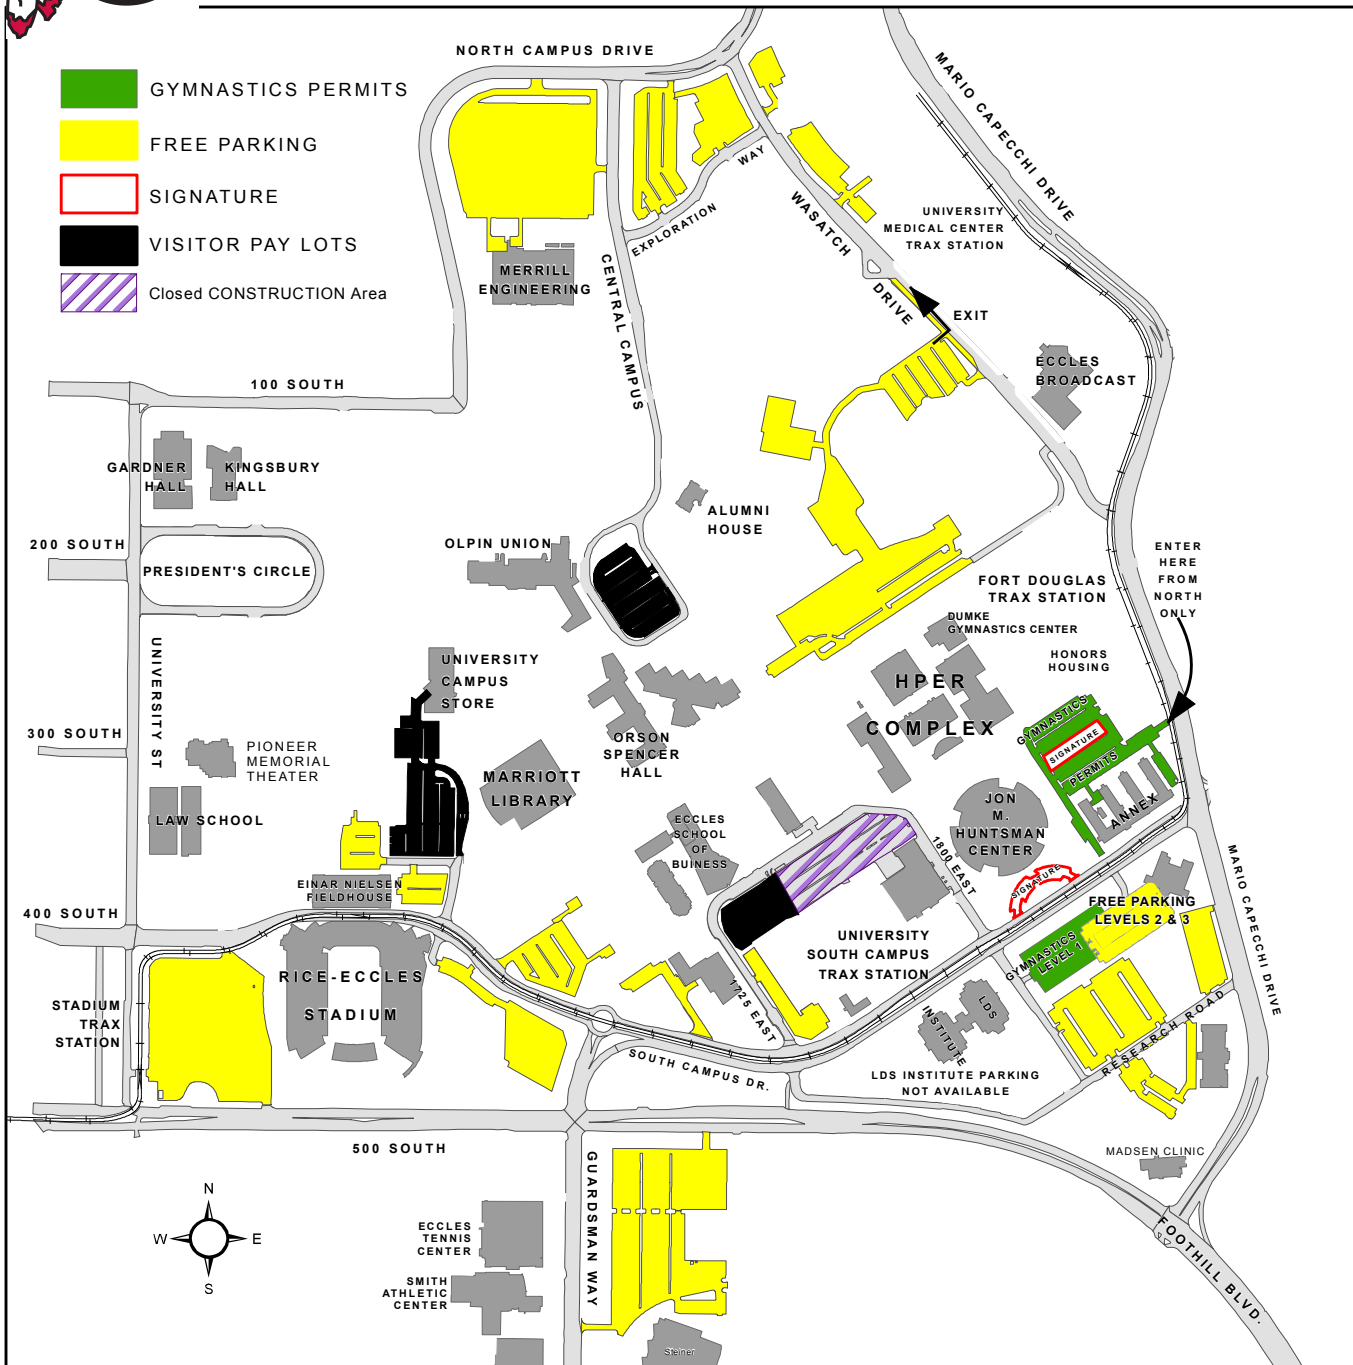 NORTH CAMPUS DRIVE
GYMNASTICS PERMITS
FREE PARKING
SIGNATURE
VISITOR PAY LOTS
Closed CONSTRUCTION Area
MARIO CAPECCHI DRIVE
WAY
EXPLORATION
WASATCH
DRIVE
UNIVERSITY
MEDICAL CENTER
TRAX STATION
MERRILL
ENGINEERING
CENTRAL CAMPUS
EXIT
ECCLES
BROADCAST
100 SOUTH
GARDNER
HALL
KINGSBURY
HALL
ALUMNI
HOUSE
200 SOUTH
OLPIN UNION
PRESIDENT'S CIRCLE
ENTER
HERE
FROM
NORTH
ONLY
FORT DOUGLAS
TRAX STATION
DUMKE
GYMNASTICS CENTER
HONORS
HOUSING
UNIVERSITY ST
UNIVERSITY
CAMPUS
STORE
HPER
COMPLEX
GYMNASTICS
SIGNATURE
PERMITS
ANNEX
300 SOUTH
PIONEER
MEMORIAL
THEATER
ORSON
SPENCER
HALL
MARRIOTT
LIBRARY
LAW SCHOOL
ECCLES
SCHOOL
OF
BUINESS
JON
M.
HUNTSMAN
CENTER
1800 EAST
SIGNATURE
EINAR NIELSEN
FIELDHOUSE
400 SOUTH
FREE PARKING
LEVELS 2 & 3
GYMNASTICS
LEVEL 1
MARIO CAPECCHI DRIVE
UNIVERSITY
SOUTH CAMPUS
TRAX STATION
RICE-ECCLES
STADIUM
STADIUM
TRAX
STATION
1725 EAST
LDS
INSTITUTE
RESEARCH ROAD
SOUTH CAMPUS DR.
LDS INSTITUTE PARKING
NOT AVAILABLE
500 SOUTH
MADSEN CLINIC
GUARDSMAN WAY
FOOTHILL BLVD.
N
W
E
S
ECCLES
TENNIS
CENTER
SMITH
ATHLETIC
CENTER
Steiner